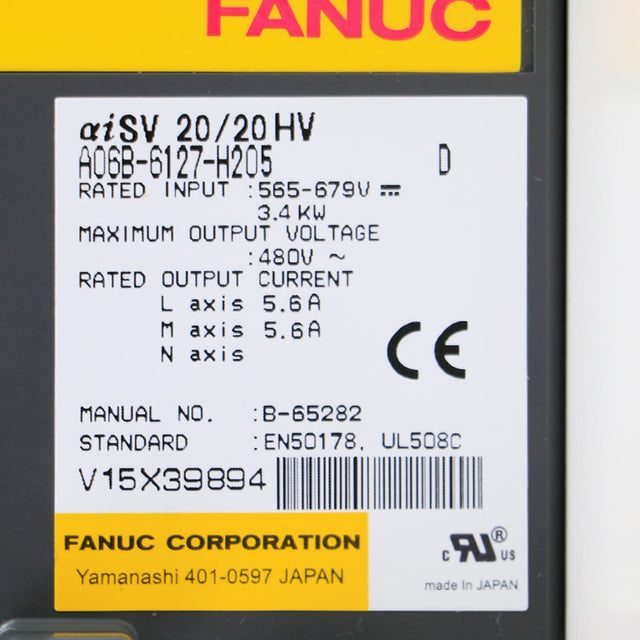 FANUC
αiSV 20/20HV
A06B-6127-H205 D
RATED INPUT :565-679V ⎓
3.4KW
MAXIMUM OUTPUT VOLTAGE
:480V ~
RATED OUTPUT CURRENT
L axis 5.6A
M axis 5.6A
N axis
CE
MANUAL NO. :B-65282
STANDARD :EN50178, UL508C
V15X39894
FANUC CORPORATION
Yamanashi 401-0597 JAPAN
c RU ® US
made in JAPAN